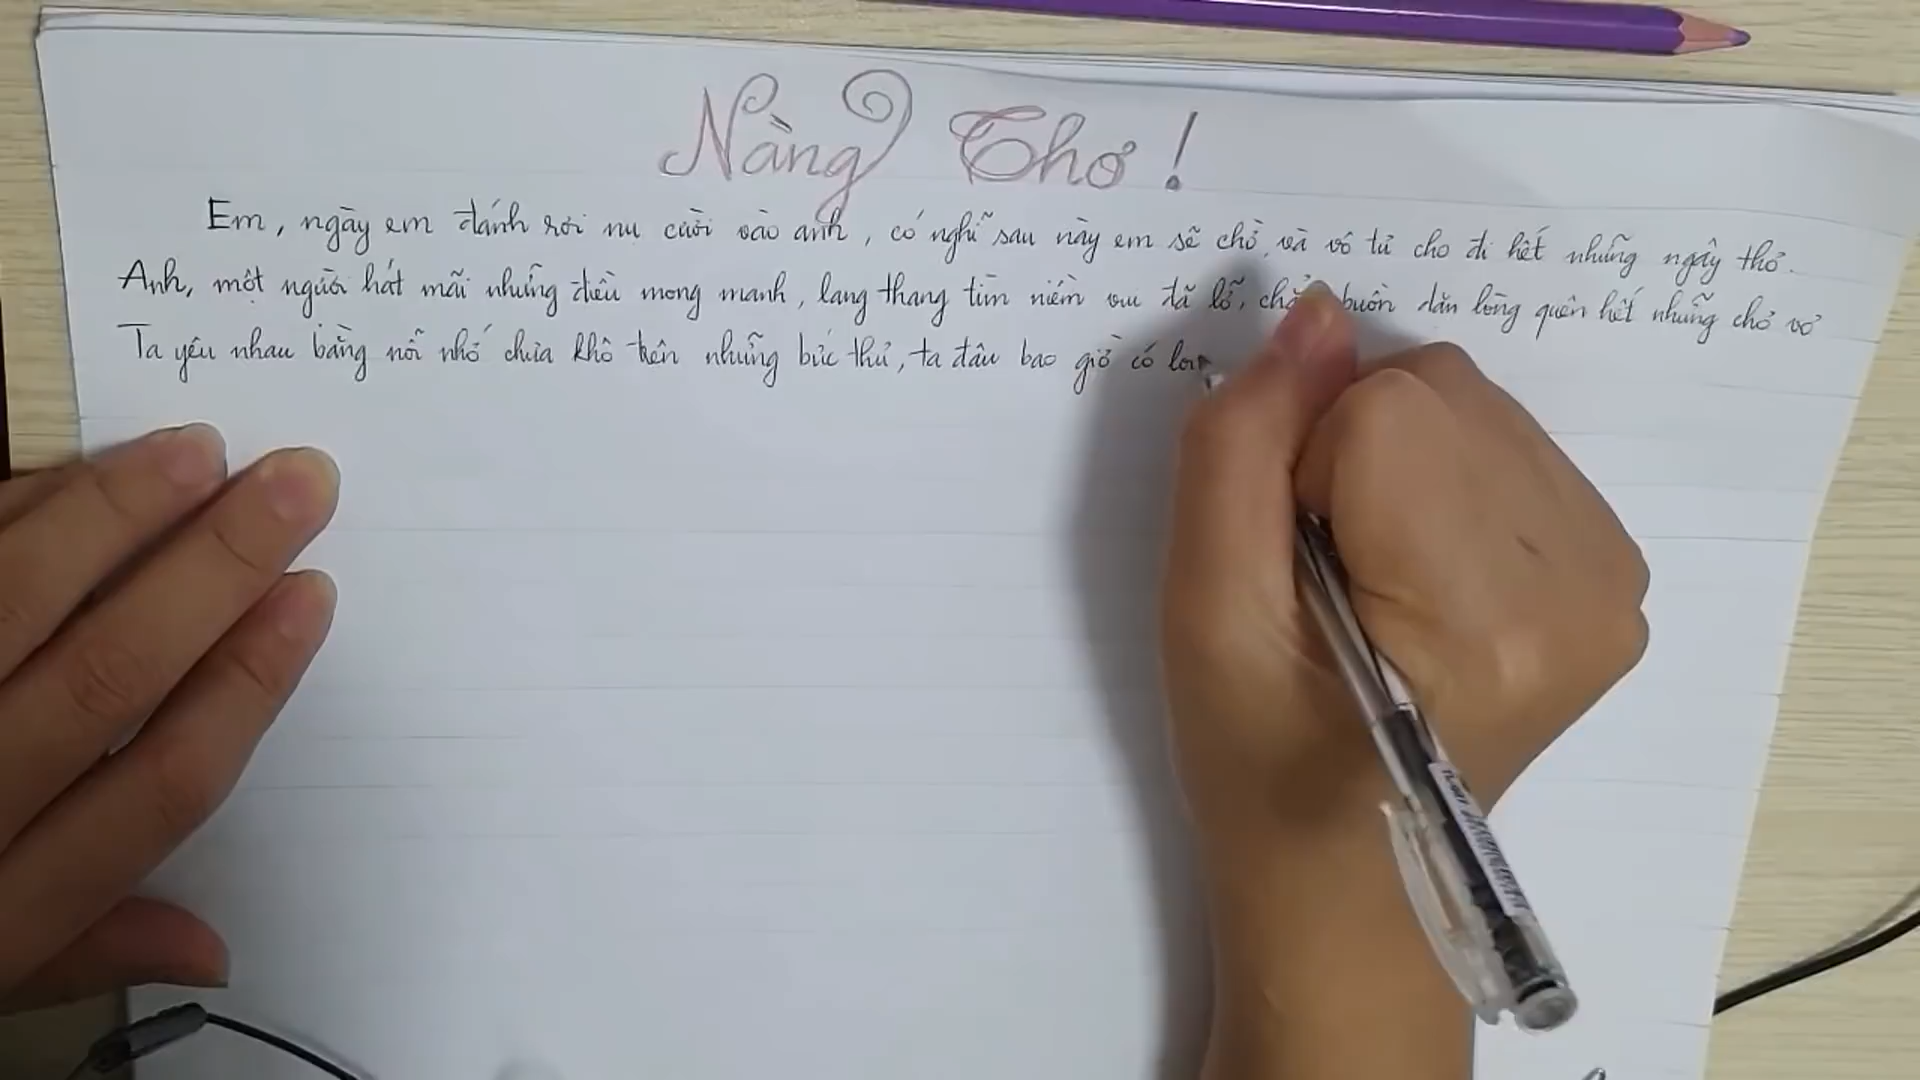 Nàng Thơ !
Em, ngày em đánh rơi nụ cười vào anh, có nghĩ sau này em sẽ chờ, và vô tư cho đi hết những ngây thơ.
Anh, một người hát mãi những điều mong manh, lang thang tìm niềm vui đã lỡ, chẳng buồn dặn lòng quên hết những chơ vơ
Ta yêu nhau bằng nỗi nhớ chưa khô trên những bức thư, ta đâu bao giờ có